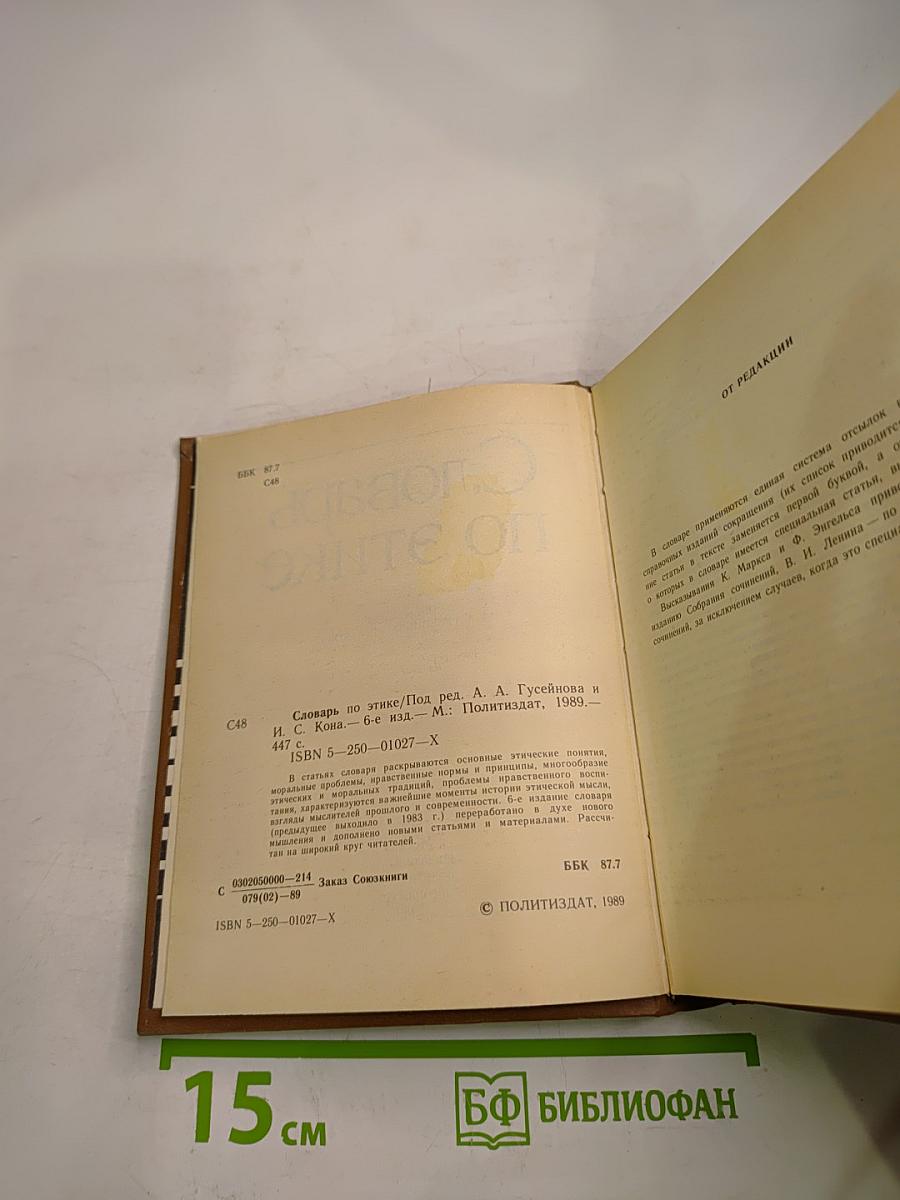 ББК 87.7
С48
С48
Словарь по этике/Под ред. А. А. Гусейнова и
И. С. Кона.— 6-е изд.— М.: Политиздат, 1989.—
447 с.
ISBN 5—250—01027—X
В статьях словаря раскрываются основные этические понятия,
моральные проблемы, нравственные нормы и принципы, многообразие
этических и моральных традиций, проблемы нравственного воспи-
тания, характеризуются важнейшие моменты истории этической мысли,
взгляды мыслителей прошлого и современности. 6-е издание словаря
(предыдущее выходило в 1983 г.) переработано в духе нового
мышления и дополнено новыми статьями и материалами. Рассчи-
тан на широкий круг читателей.
С 0302050000—214
079(02)—89 Заказ Союзкниги
ББК 87.7
ISBN 5—250—01027—X
© ПОЛИТИЗДАТ, 1989
ОТ РЕДАКЦИИ
В словаре применяются единая система отсылок
справочных изданий сокращения (их список приводится
ние статьи в тексте заменяется первой буквой, а
о которых в словаре имеется специальная статья,
Высказывания К. Маркса и Ф. Энгельса
изданию Собрания сочинений, В. И. Ленина — по
сочинений, за исключением случаев, когда это
15 см
БФ БИБЛИОФАН